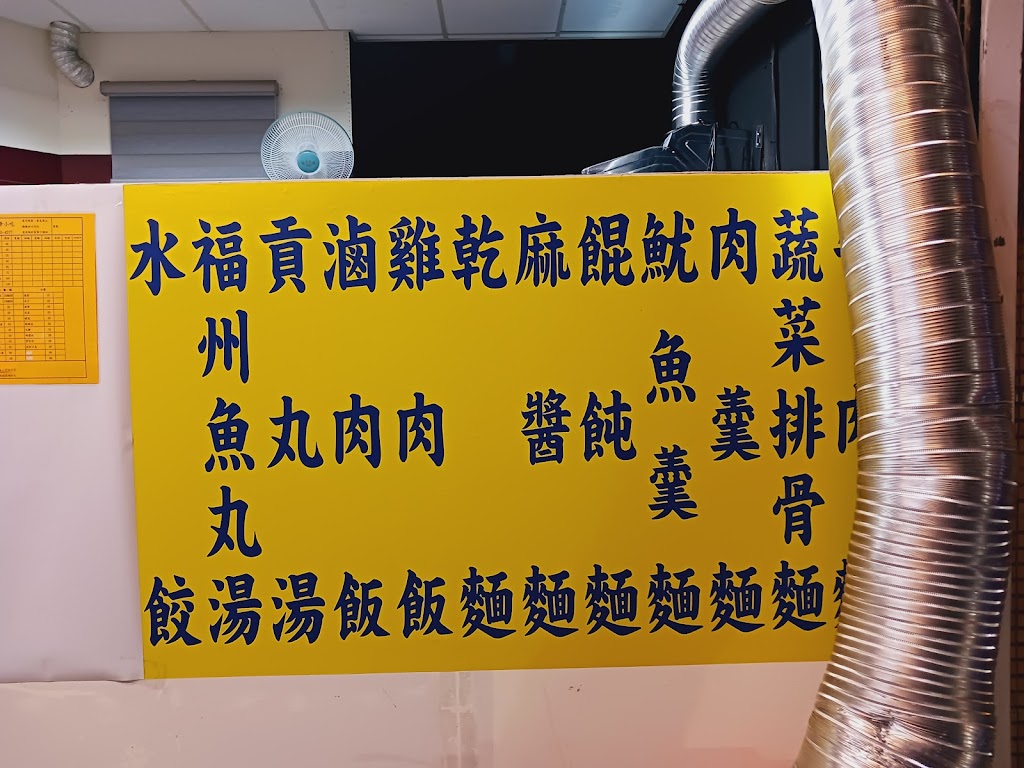 蔬菜排骨麵
肉羹麵
魷魚羹麵
餛飩麵
麻醬麵
乾麵
雞肉飯
滷肉飯
貢丸湯
福州魚丸湯
水餃